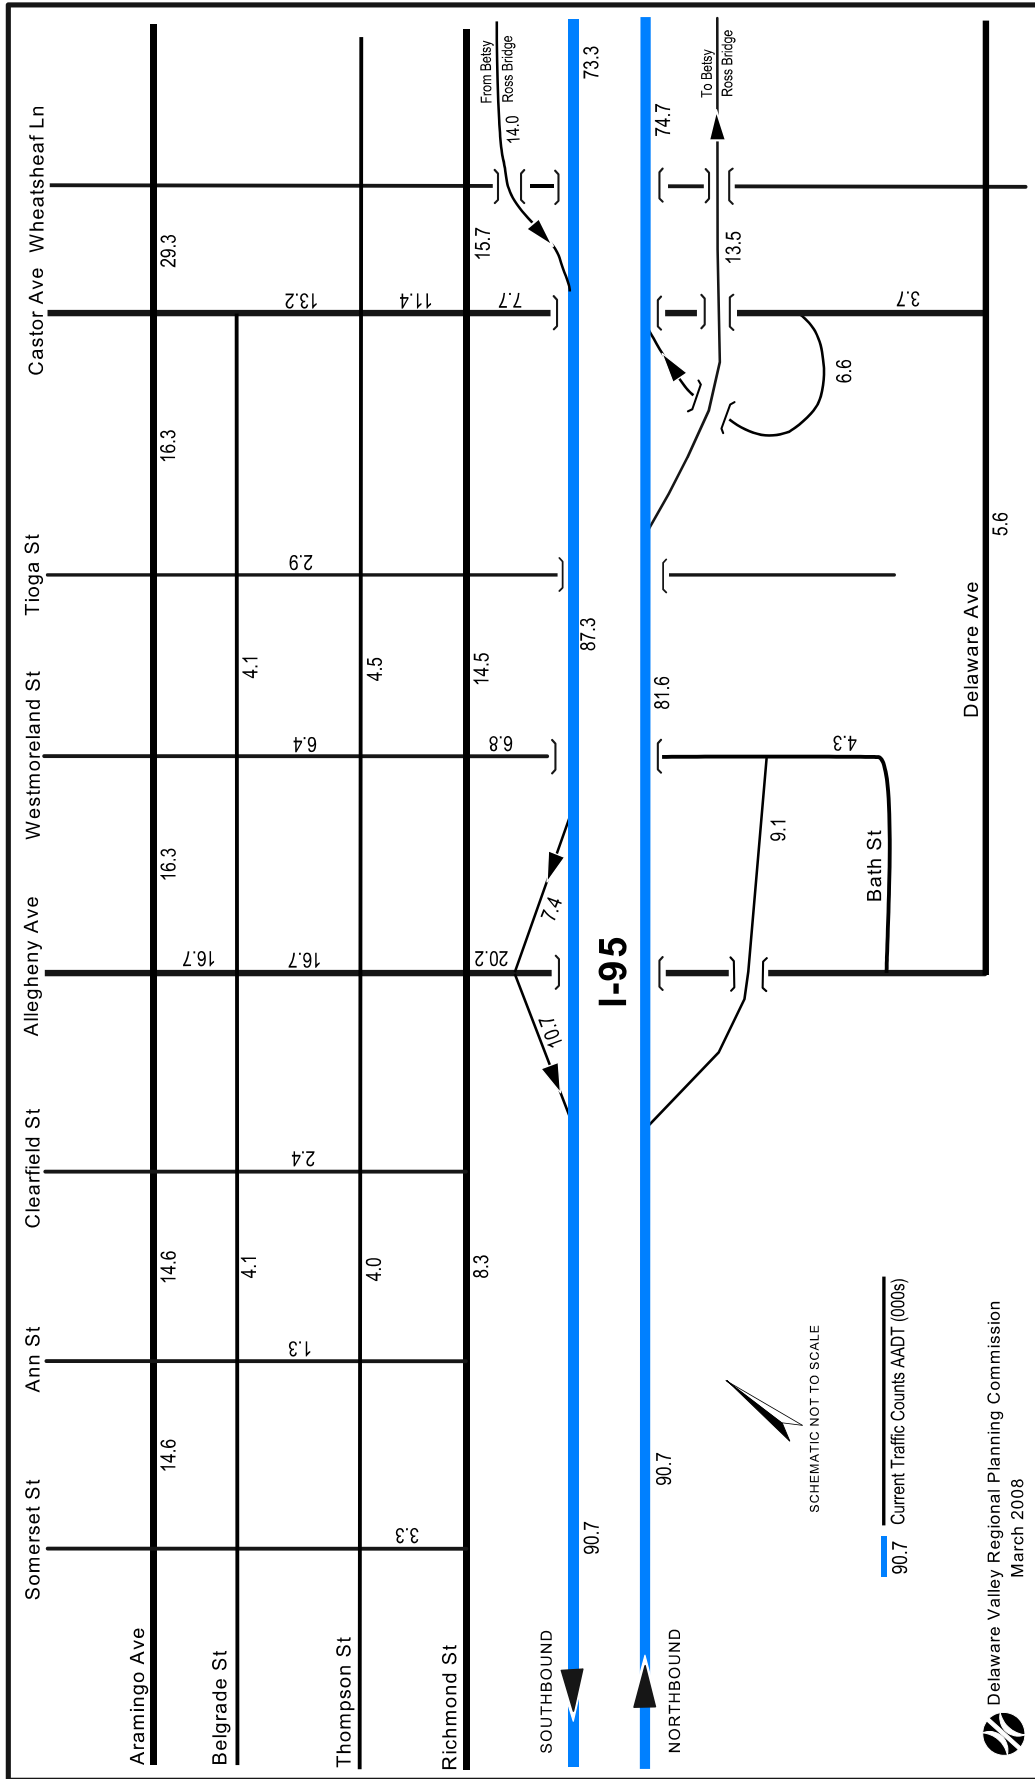 Somerset St
Ann St
Clearfield St
Allegheny Ave
Westmoreland St
Tioga St
Castor Ave
Wheatsheaf Ln
Aramingo Ave
14.6
14.6
16.3
16.3
29.3
16.7
Belgrade St
4.1
4.1
1.3
2.4
16.7
6.4
2.9
13.2
Thompson St
4.0
4.5
3.3
11.4
Richmond St
8.3
14.5
15.7
20.2
6.8
7.7
From Betsy
Ross Bridge
14.0
10.7
7.4
SOUTHBOUND
90.7
87.3
73.3
I-95
NORTHBOUND
90.7
81.6
74.7
To Betsy
Ross Bridge
13.5
9.1
4.3
6.6
3.7
Bath St
Delaware Ave
5.6
SCHEMATIC NOT TO SCALE
90.7
Current Traffic Counts AADT (000s)
Delaware Valley Regional Planning Commission
March 2008